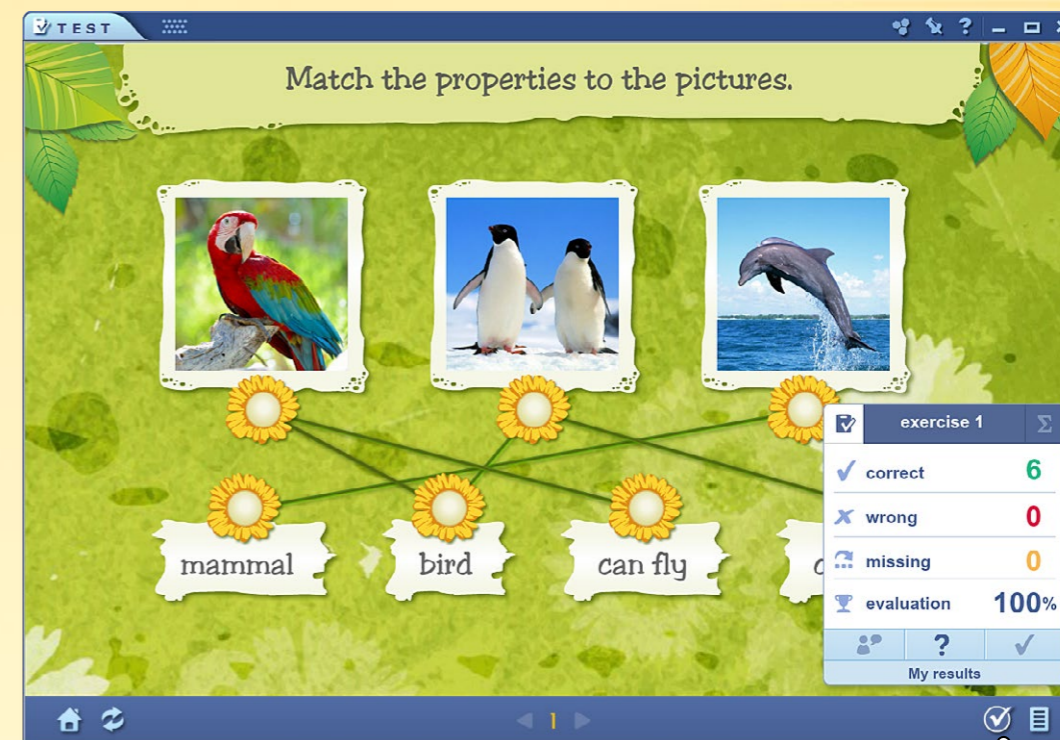 TEST
?
Match the properties to the pictures.
exercise 1 Σ
correct 6
wrong 0
missing 0
evaluation 100%
?
My results
mammal bird can fly
1